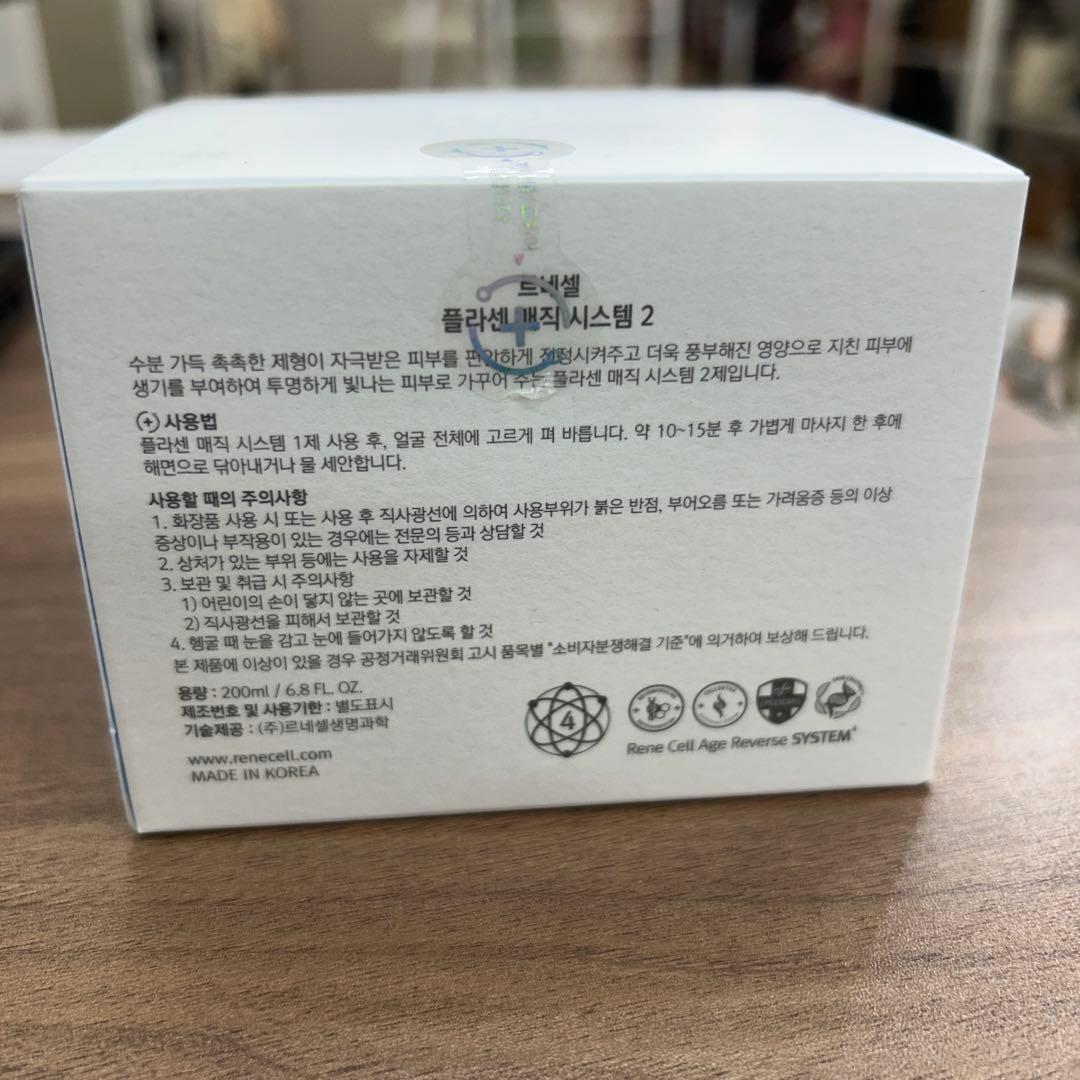 르네셀
플라센 매직 시스템 2
수분 가득 촉촉한 제형이 자극받은 피부를 편안하게 진정시켜주고 더욱 풍부해진 영양으로 지친 피부에
생기를 부여하여 투명하게 빛나는 피부로 가꾸어 주는 플라센 매직 시스템 2제입니다.
사용법
플라센 매직 시스템 1제 사용 후, 얼굴 전체에 고르게 펴 바릅니다. 약 10~15분 후 가볍게 마사지 한 후에
해면으로 닦아내거나 물 세안합니다.
사용할 때의 주의사항
1. 화장품 사용 시 또는 사용 후 직사광선에 의하여 사용부위가 붉은 반점, 부어오름 또는 가려움증 등의 이상
증상이나 부작용이 있는 경우에는 전문의 등과 상담할 것
2. 상처가 있는 부위 등에는 사용을 자제할 것
3. 보관 및 취급 시 주의사항
1) 어린이의 손이 닿지 않는 곳에 보관할 것
2) 직사광선을 피해서 보관할 것
4. 헹굴 때 눈을 감고 눈에 들어가지 않도록 할 것
본 제품에 이상이 있을 경우 공정거래위원회 고시 품목별 "소비자분쟁해결 기준"에 의거하여 보상해 드립니다.
용량 : 200ml / 6.8 FL. OZ.
제조번호 및 사용기한 : 별도표시
기술제공 : (주)르네셀생명과학
www.renecell.com
MADE IN KOREA
4
Rene Cell Age Reverse SYSTEM⁴